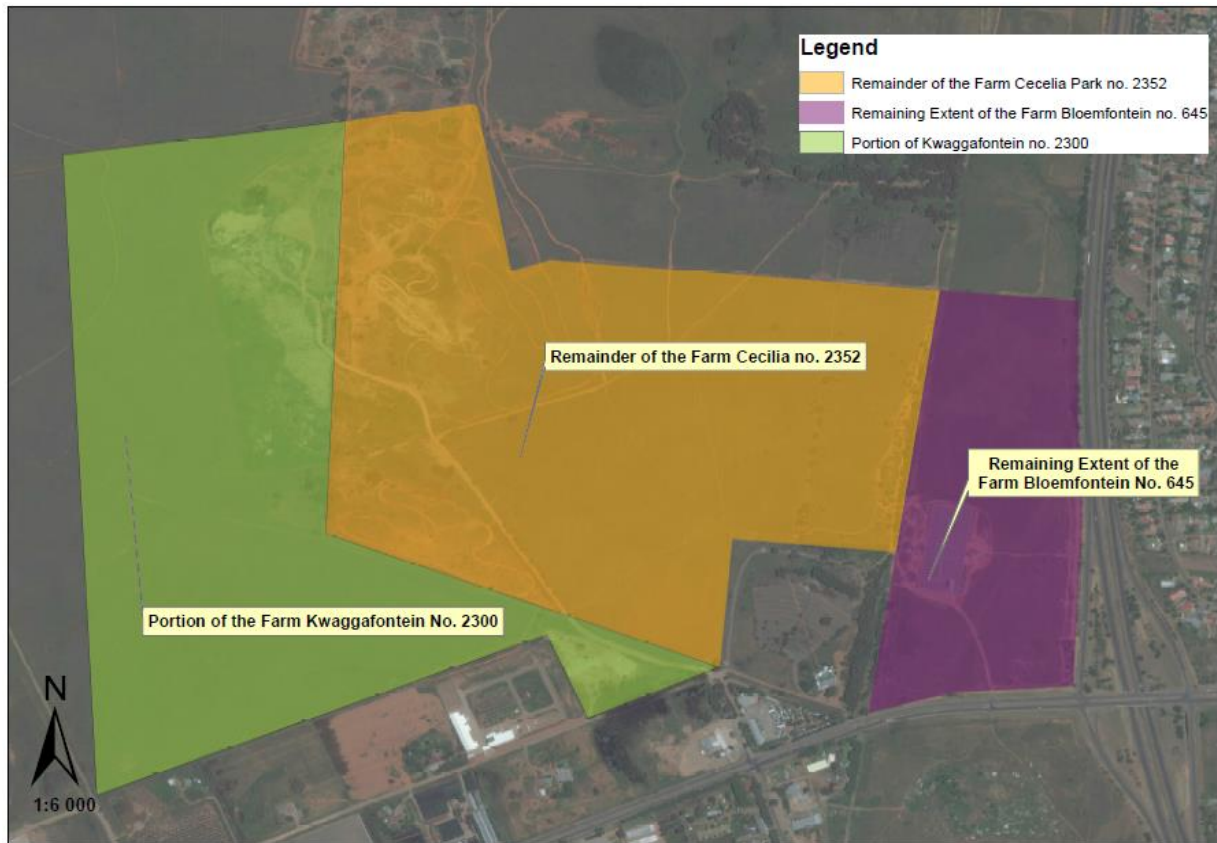 Legend
Remainder of the Farm Cecelia Park no. 2352
Remaining Extent of the Farm Bloemfontein no. 645
Portion of Kwaggafontein no. 2300
Remainder of the Farm Cecilia no. 2352
Remaining Extent of the
Farm Bloemfontein No. 645
Portion of the Farm Kwaggafontein No. 2300
N
1:6 000